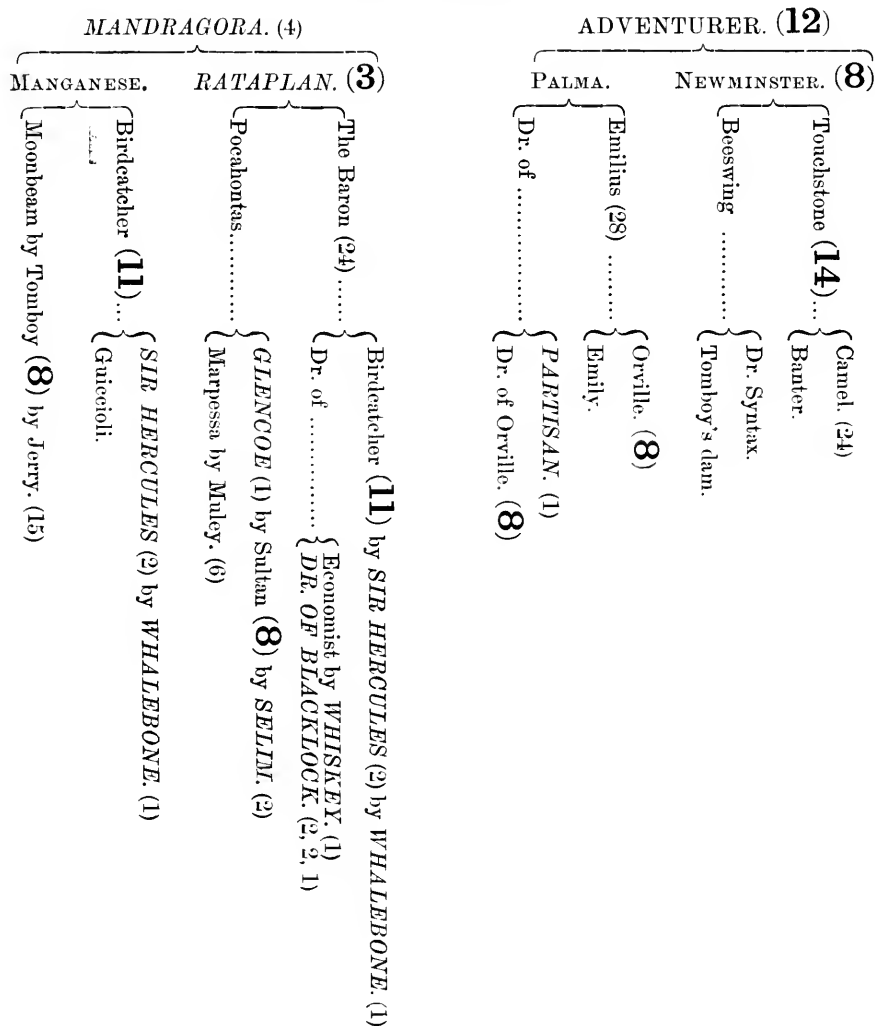 ADVENTURER. (12)
NEWMINSTER. (8)
Touchstone (14) ...
Camel. (24)
Banter.
Beeswing ..........
Dr. Syntax.
Tomboy's dam.
PALMA.
Emilius (28) .......
Orville. (8)
Emily.
Dr. of ................
PARTISAN. (1)
Dr. of Orville. (8)
MANDRAGORA. (4)
RATAPLAN. (3)
The Baron (24) .....
Birdcatcher (11) by SIR HERCULES (2) by WHALEBONE. (1)
Dr. of ................
Economist by WHISKEY. (1)
DR. OF BLACKLOCK. (2, 2, 1)
Pocahontas............
GLENCOE (1) by Sultan (8) by SELIM. (2)
Marpessa by Muley. (6)
MANGANESE.
Birdcatcher (11) ...
SIR HERCULES (2) by WHALEBONE. (1)
Guiccioli.
Moonbeam by Tomboy (8) by Jerry. (15)